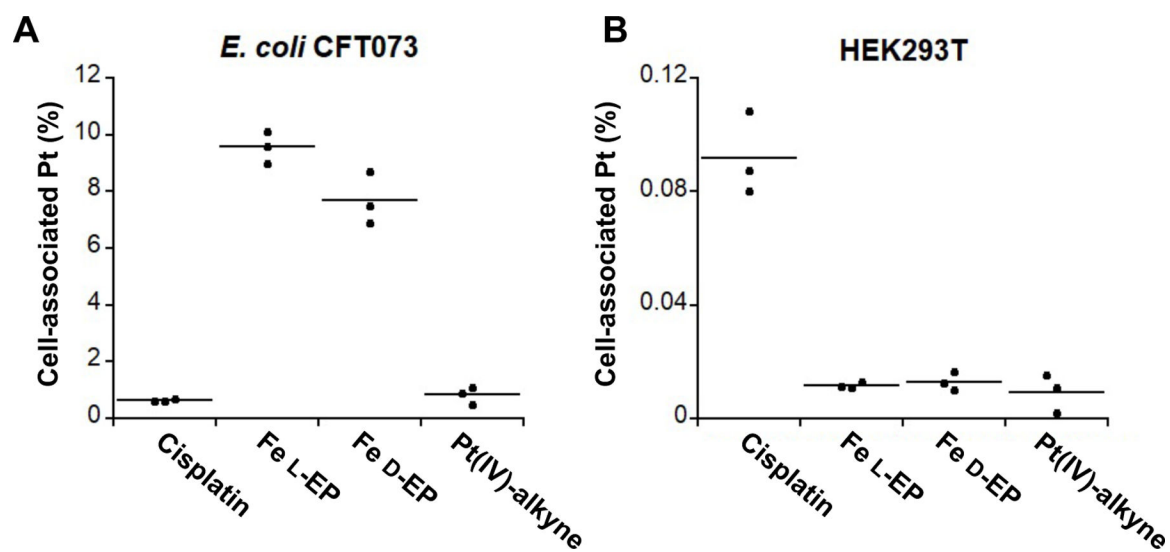 A
E. coli CFT073
Cell-associated Pt (%)
12
10
8
6
4
2
0
Cisplatin
Fe L-EP
Fe D-EP
Pt(IV)-alkyne
B
HEK293T
Cell-associated Pt (%)
0.12
0.08
0.04
0
Cisplatin
Fe L-EP
Fe D-EP
Pt(IV)-alkyne